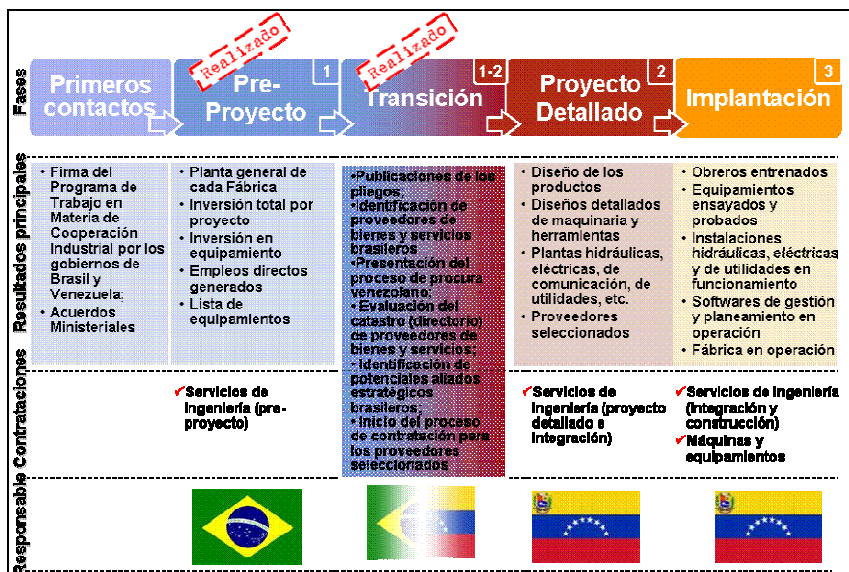 Realizado
Realizado
Fases
Primeros
contactos
1
Pre-
Proyecto
1-2
Transición
2
Proyecto
Detallado
3
Implantación
Resultados principales
• Firma del
Programa de
Trabajo en
Materia de
Cooperación
Industrial por los
gobiernos de
Brasil y
Venezuela;
• Acuerdos
Ministeriales
• Planta general de
cada Fábrica
• Inversión total por
proyecto
• Inversión en
equipamiento
• Empleos directos
generados
• Lista de
equipamientos
•Publicaciones de los
pliegos;
•Identificación de
proveedores de
bienes y servicios
brasileros
•Presentación del
proceso de procura
venezolano;
• Evaluación del
catastro (directorio)
de proveedores de
bienes y servicios;
• Identificación de
potenciales aliados
estratégicos
brasileros;
• Inicio del proceso
de contratación para
los proveedores
seleccionados
• Diseño de los
productos
• Diseños detallados
de maquinaria y
herramientas
• Plantas hidráulicas,
eléctricas, de
comunicación, de
utilidades, etc.
• Proveedores
seleccionados
• Obreros entrenados
• Equipamientos
ensayados y
probados
• Instalaciones
hidráulicas, eléctricas
y de utilidades en
funcionamiento
• Softwares de gestión
y planeamiento en
operación
• Fábrica en operación
Contrataciones
✓Servicios de
Ingeniería (pre-
proyecto)
✓Servicios de
Ingeniería (proyecto
detallado e
Integración)
✓Servicios de Ingeniería
(Integración y
construcción)
✓Máquinas y
equipamientos
Responsable